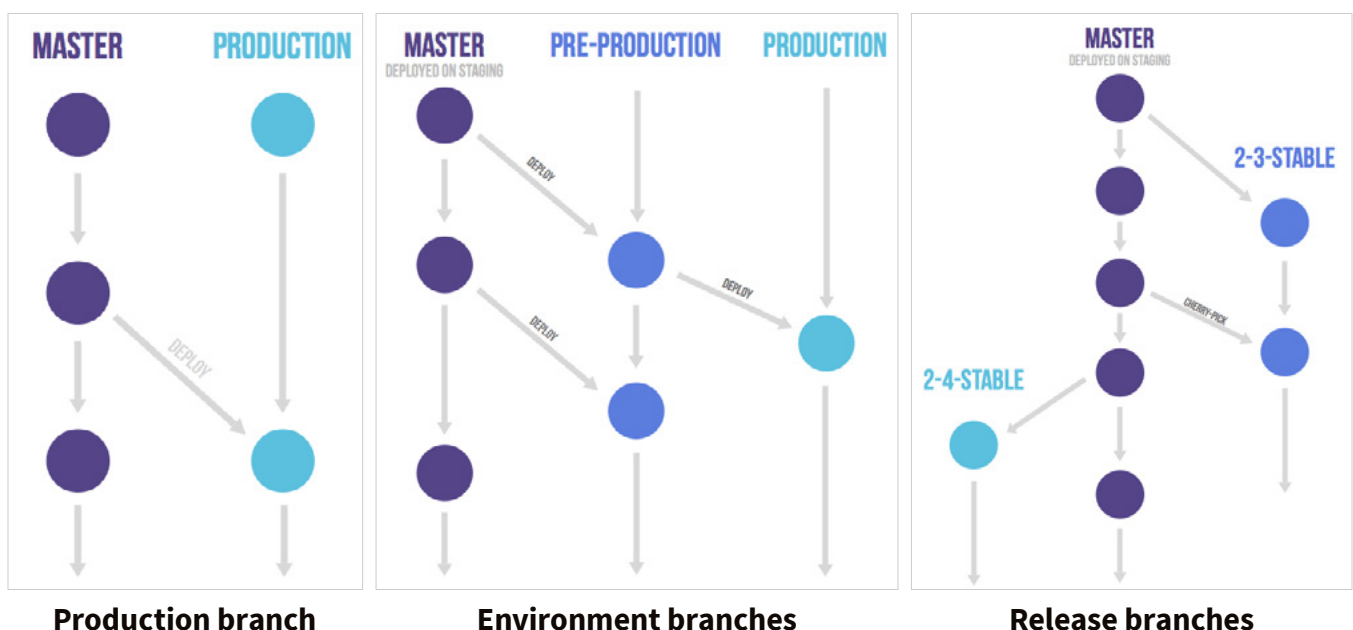 MASTER
PRODUCTION
DEPLOY
Production branch
MASTER
DEPLOYED ON STAGING
PRE-PRODUCTION
PRODUCTION
DEPLOY
DEPLOY
DEPLOY
Environment branches
MASTER
DEPLOYED ON STAGING
2-3-STABLE
CHERRY-PICK
2-4-STABLE
Release branches